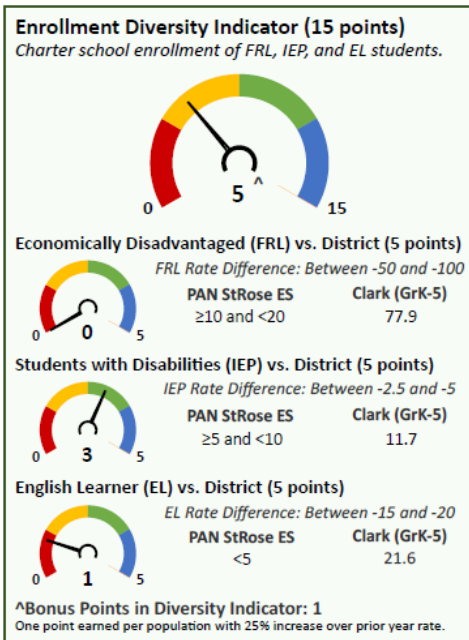 Enrollment Diversity Indicator (15 points)
Charter school enrollment of FRL, IEP, and EL students.
5 ^
0 15
Economically Disadvantaged (FRL) vs. District (5 points)
FRL Rate Difference: Between -50 and -100
PAN StRose ES Clark (GrK-5)
≥10 and <20 77.9
0 0 5
Students with Disabilities (IEP) vs. District (5 points)
IEP Rate Difference: Between -2.5 and -5
PAN StRose ES Clark (GrK-5)
≥5 and <10 11.7
0 3 5
English Learner (EL) vs. District (5 points)
EL Rate Difference: Between -15 and -20
PAN StRose ES Clark (GrK-5)
<5 21.6
0 1 5
^Bonus Points in Diversity Indicator: 1
One point earned per population with 25% increase over prior year rate.